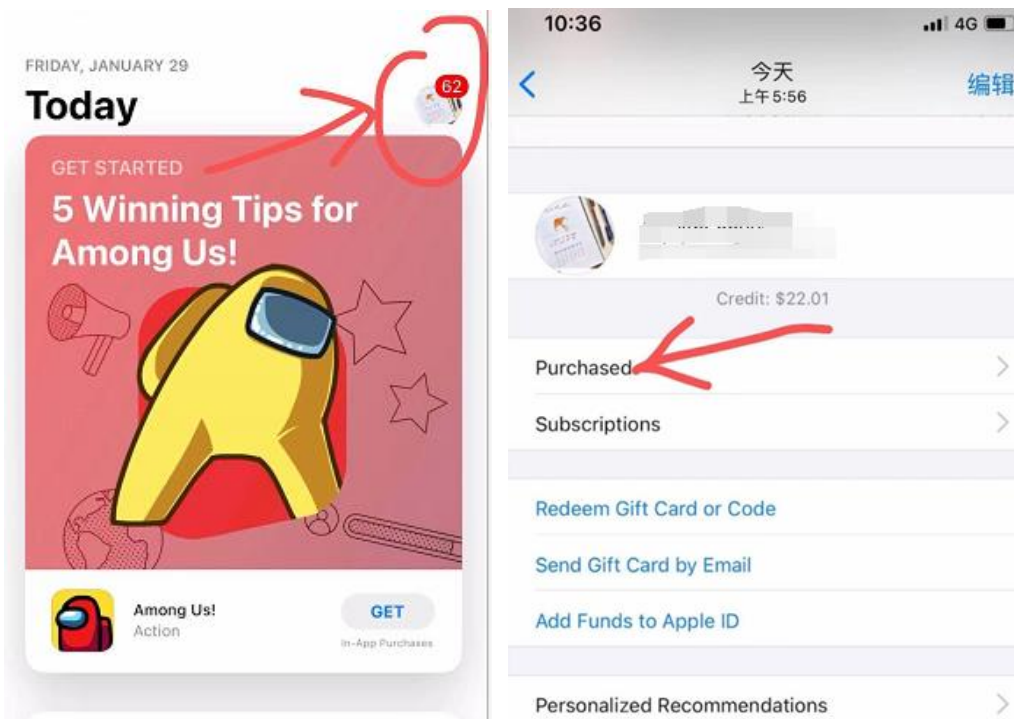 FRIDAY, JANUARY 29
Today
62
GET STARTED
5 Winning Tips for
Among Us!
Among Us!
Action
GET
In-App Purchases
10:36
4G
今天
上午5:56
编辑
Credit: $22.01
Purchased
Subscriptions
Redeem Gift Card or Code
Send Gift Card by Email
Add Funds to Apple ID
Personalized Recommendations